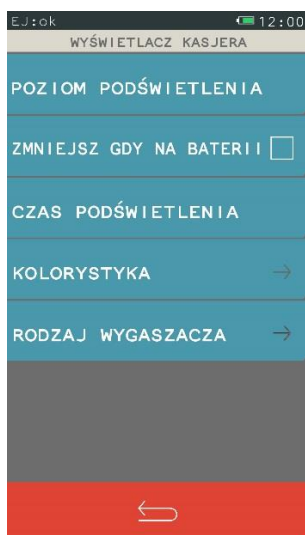 EJ:ok 12:00
WYŚWIETLACZ KASJERA
POZIOM PODŚWIETLENIA
ZMNIEJSZ GDY NA BATERII
CZAS PODŚWIETLENIA
KOLORYSTYKA
RODZAJ WYGASZACZA